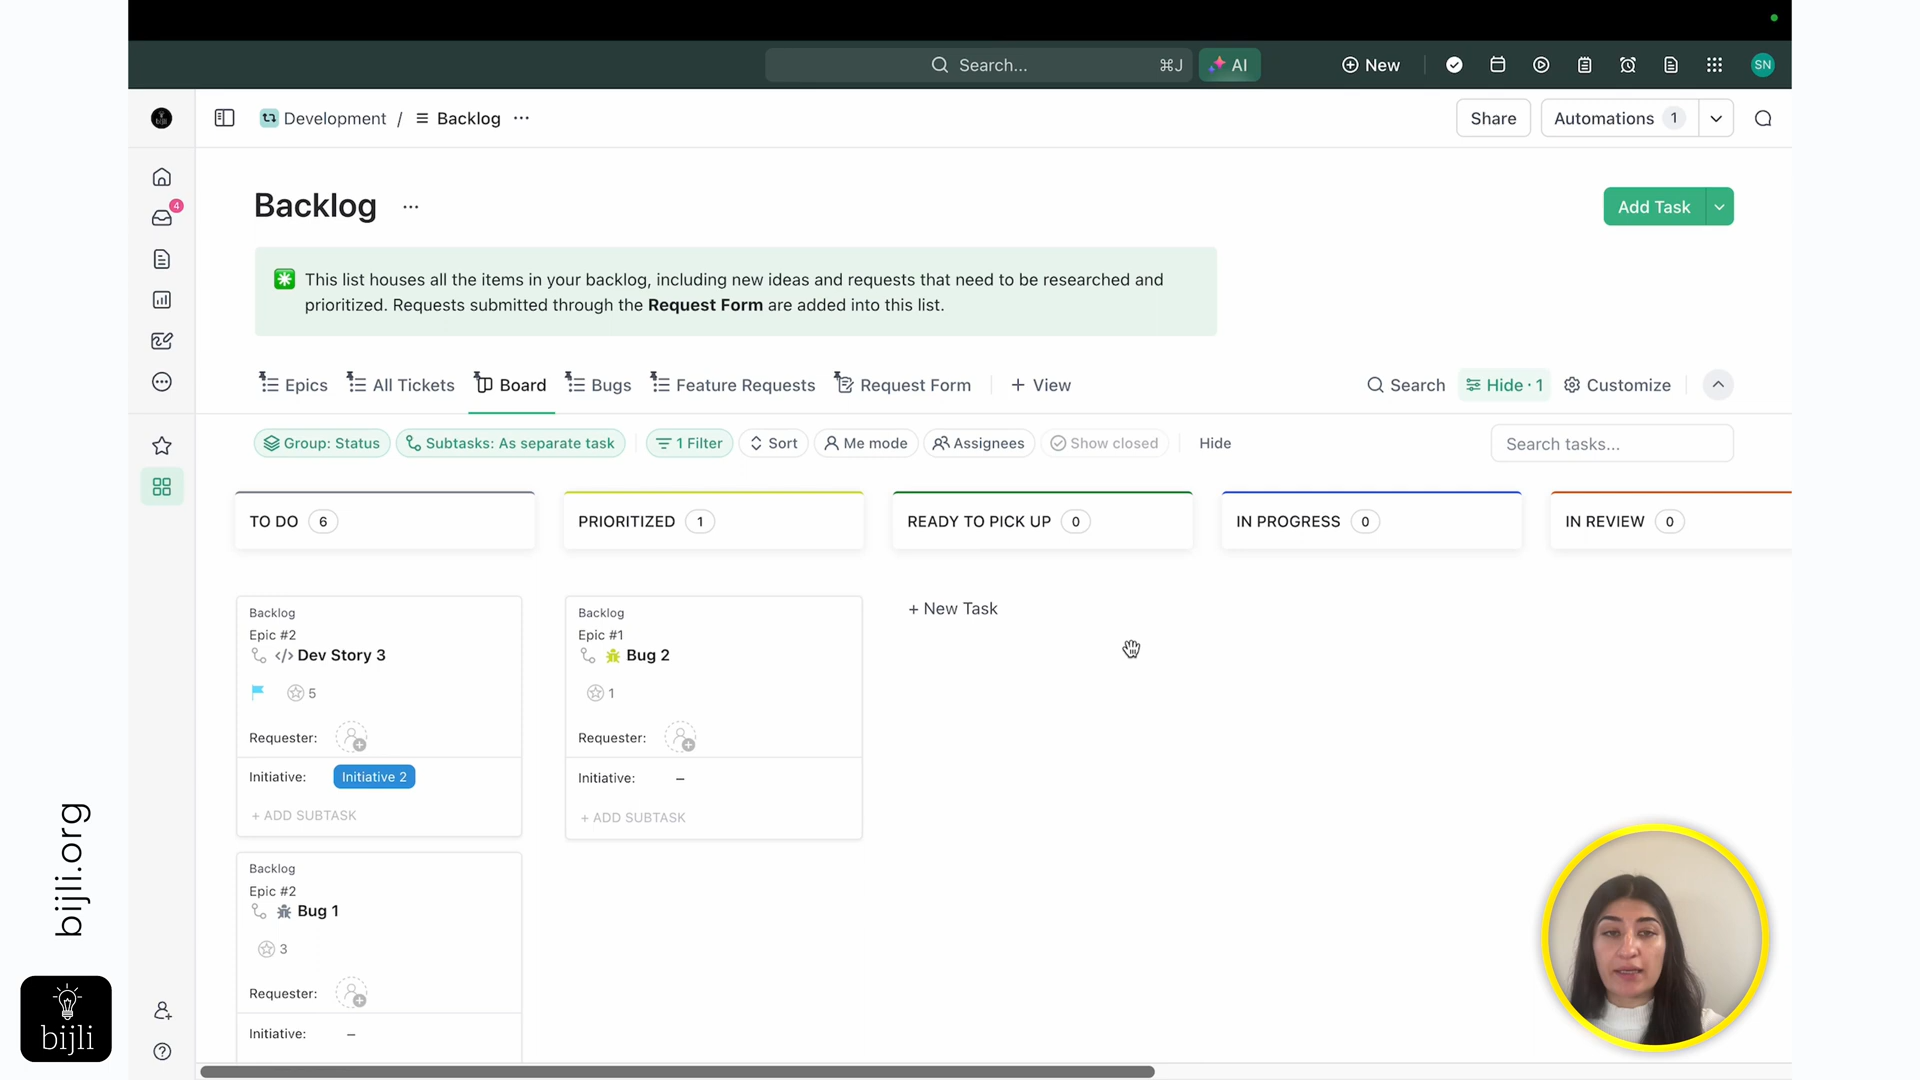 Search...
⌘J
AI
New
SN
Development / Backlog ...
Share
Automations 1
4
Backlog ...
Add Task
This list houses all the items in your backlog, including new ideas and requests that need to be researched and
prioritized. Requests submitted through the Request Form are added into this list.
Epics
All Tickets
Board
Bugs
Feature Requests
Request Form
+ View
Search
Hide · 1
Customize
Group: Status
Subtasks: As separate task
1 Filter
Sort
Me mode
Assignees
Show closed
Hide
Search tasks...
TO DO 6
PRIORITIZED 1
READY TO PICK UP 0
IN PROGRESS 0
IN REVIEW 0
Backlog
Epic #2
</> Dev Story 3
5
Requester:
Initiative: Initiative 2
+ ADD SUBTASK
Backlog
Epic #2
Bug 1
3
Requester:
Initiative: –
Backlog
Epic #1
Bug 2
1
Requester:
Initiative: –
+ ADD SUBTASK
+ New Task
bijli.org
bijli